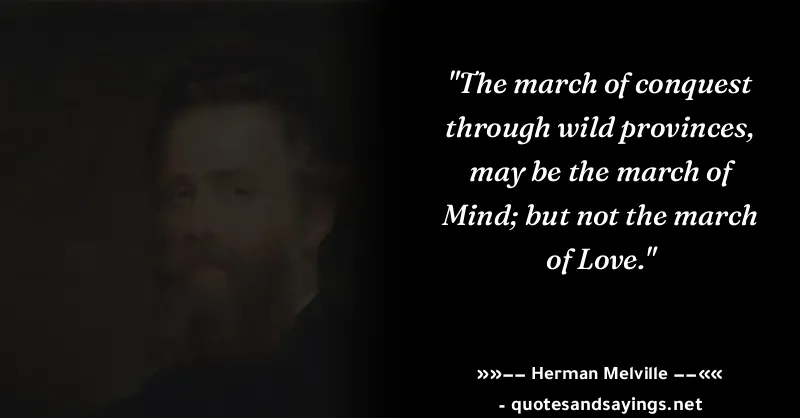 "The march of conquest
through wild provinces,
may be the march of
Mind; but not the march
of Love."
»»−− Herman Melville −−««
- quotesandsayings.net